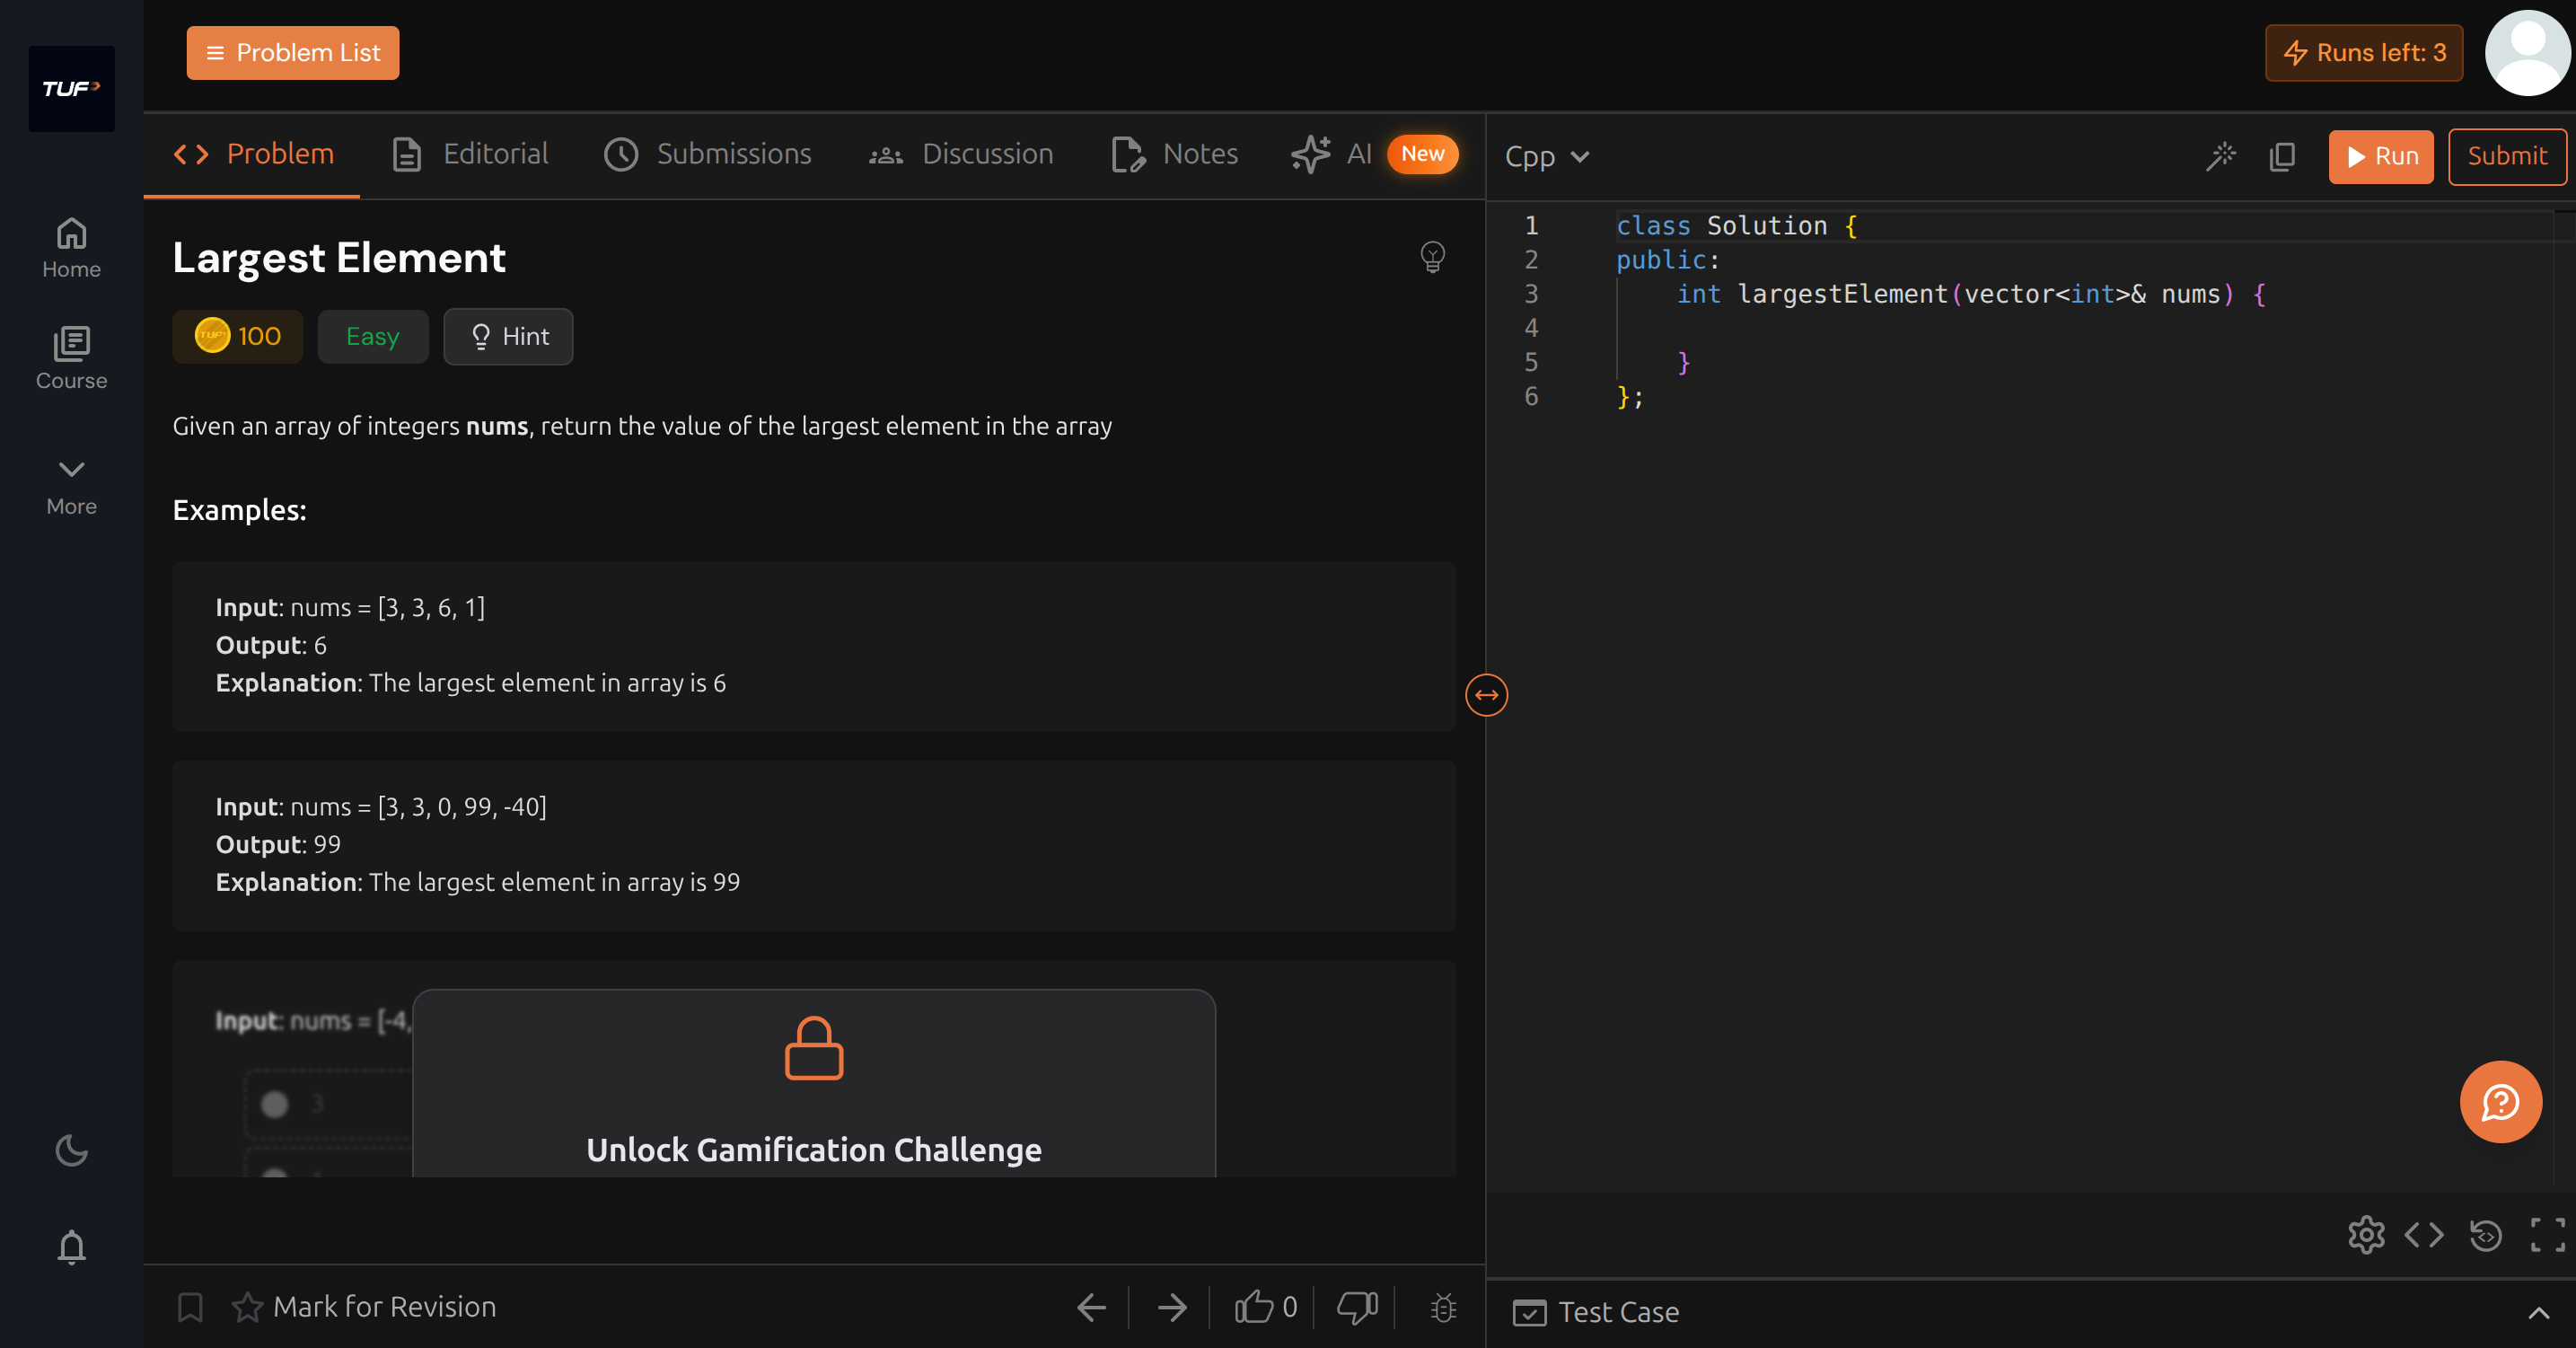 TUF
Problem List
Runs left: 3
Home
Course
More
Problem
Editorial
Submissions
Discussion
Notes
AI
New
Cpp
Run
Submit
Largest Element
100
Easy
Hint
Given an array of integers nums, return the value of the largest element in the array
Examples:
Input: nums = [3, 3, 6, 1]
Output: 6
Explanation: The largest element in array is 6
Input: nums = [3, 3, 0, 99, -40]
Output: 99
Explanation: The largest element in array is 99
Input: nums = [-4,
3
Unlock Gamification Challenge
Mark for Revision
0
1 class Solution {
2 public:
3 int largestElement(vector<int>& nums) {
4
5 }
6 };
Test Case